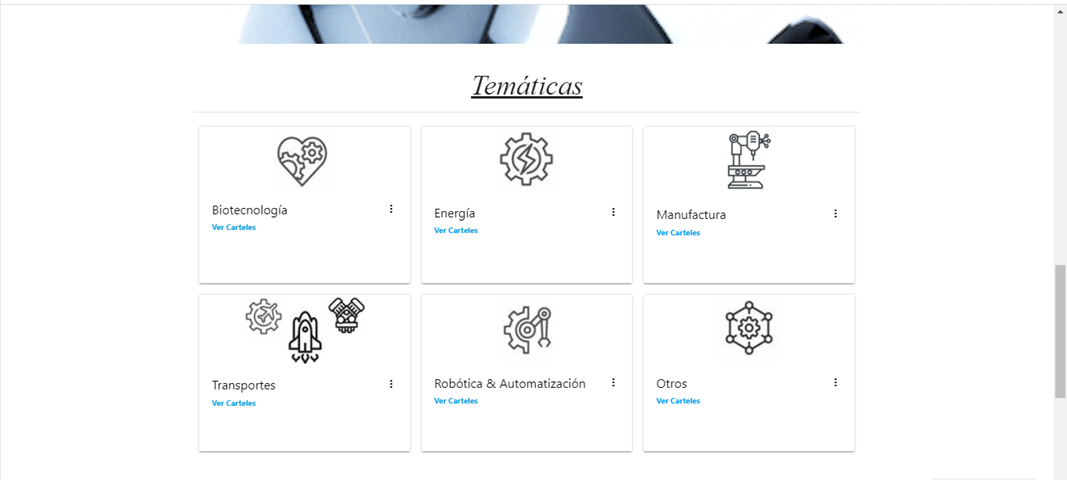 Temáticas
Biotecnología
Ver Carteles
Energía
Ver Carteles
Manufactura
Ver Carteles
Transportes
Ver Carteles
Robótica & Automatización
Ver Carteles
Otros
Ver Carteles